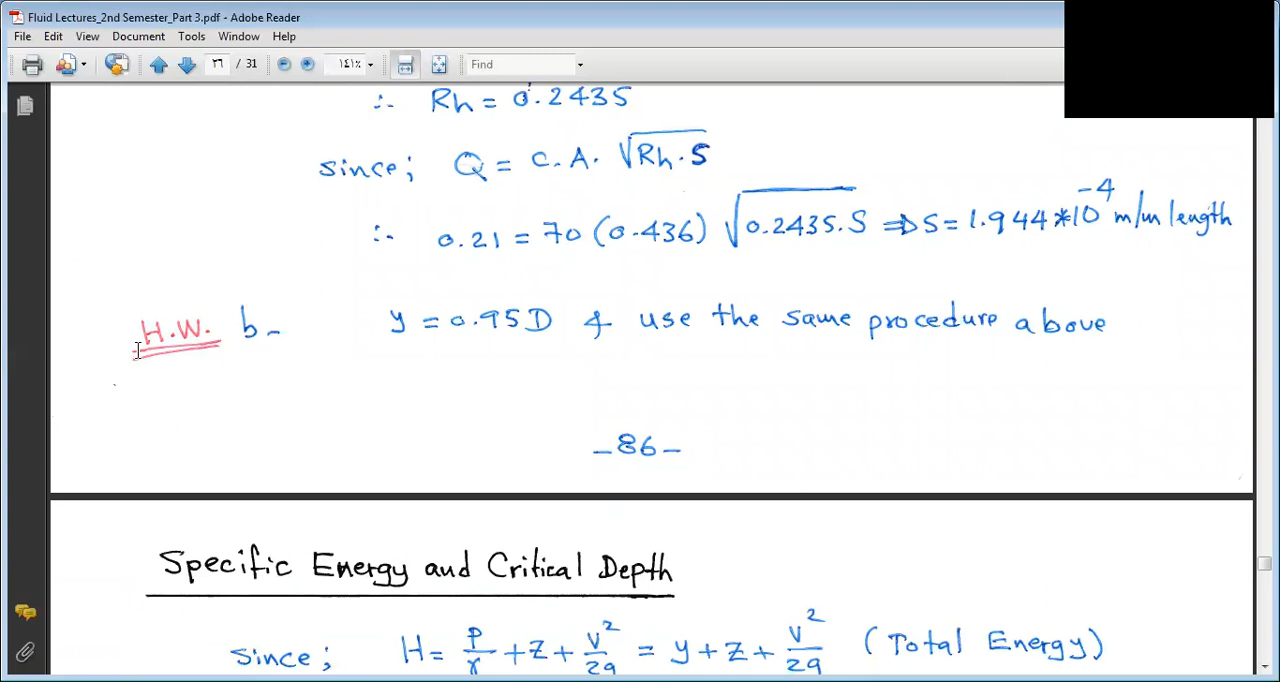 Fluid Lectures_2nd Semester_Part 3.pdf - Adobe Reader
File Edit View Document Tools Window Help
٢٦ / 31 ١٤١% Find
∴ Rh = 0.2435
since; Q = C.A. √Rh.S
∴ 0.21 = 70 (0.436) √0.2435.S ⇒ S = 1.944*10⁻⁴ m/m length
H.W. b- y = 0.95D & use the same procedure above
-86-
Specific Energy and Critical Depth
since; H = P/γ + Z + V²/2g = y + Z + V²/2g (Total Energy)